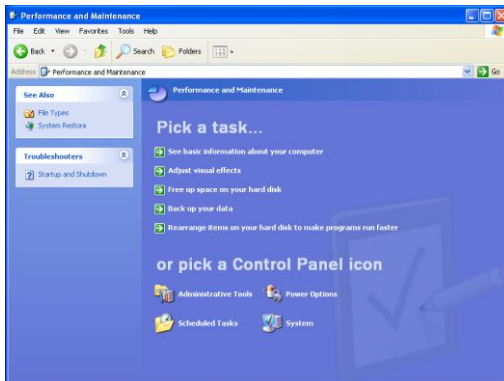 Performance and Maintenance
File Edit View Favorites Tools Help
Back Search Folders
Address Performance and Maintenance Go
See Also
File Types
System Restore
Troubleshooters
Startup and Shutdown
Performance and Maintenance
Pick a task...
See basic information about your computer
Adjust visual effects
Free up space on your hard disk
Back up your data
Rearrange items on your hard disk to make programs run faster
or pick a Control Panel icon
Administrative Tools Power Options
Scheduled Tasks System